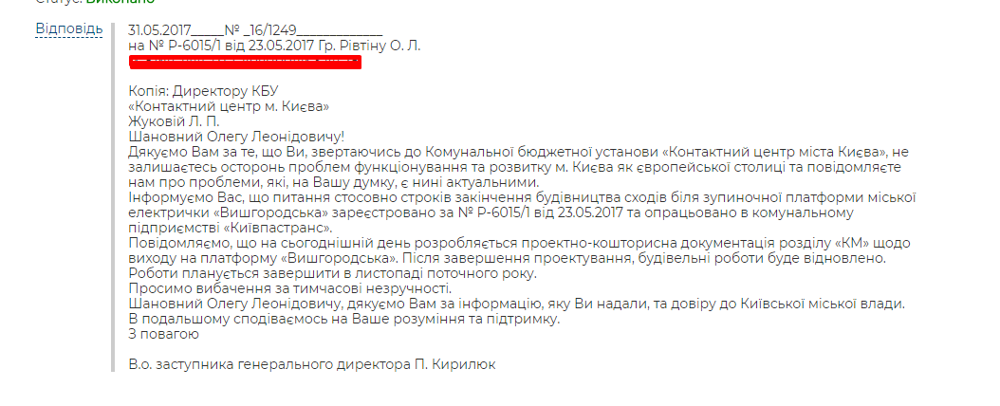 Статус: Виконано
Відповідь
31.05.2017_____№ _16/1249_____________
на № Р-6015/1 від 23.05.2017 Гр. Рівтіну О. Л.
Копія: Директору КБУ
«Контактний центр м. Києва»
Жуковій Л. П.
Шановний Олегу Леонідовичу!
Дякуємо Вам за те, що Ви, звертаючись до Комунальної бюджетної установи «Контактний центр міста Києва», не
залишаєтесь осторонь проблем функціонування та розвитку м. Києва як європейської столиці та повідомляєте
нам про проблеми, які, на Вашу думку, є нині актуальними.
Інформуємо Вас, що питання стосовно строків закінчення будівництва сходів біля зупиночної платформи міської
електрички «Вишгородська» зареєстровано за № Р-6015/1 від 23.05.2017 та опрацьовано в комунальному
підприємстві «Київпастранс».
Повідомляємо, що на сьогоднішній день розробляється проектно-кошторисна документація розділу «КМ» щодо
виходу на платформу «Вишгородська». Після завершення проектування, будівельні роботи буде відновлено.
Роботи планується завершити в листопаді поточного року.
Просимо вибачення за тимчасові незручності.
Шановний Олегу Леонідовичу, дякуємо Вам за інформацію, яку Ви надали, та довіру до Київської міської влади.
В подальшому сподіваємось на Ваше розуміння та підтримку.
З повагою
В.о. заступника генерального директора П. Кирилюк